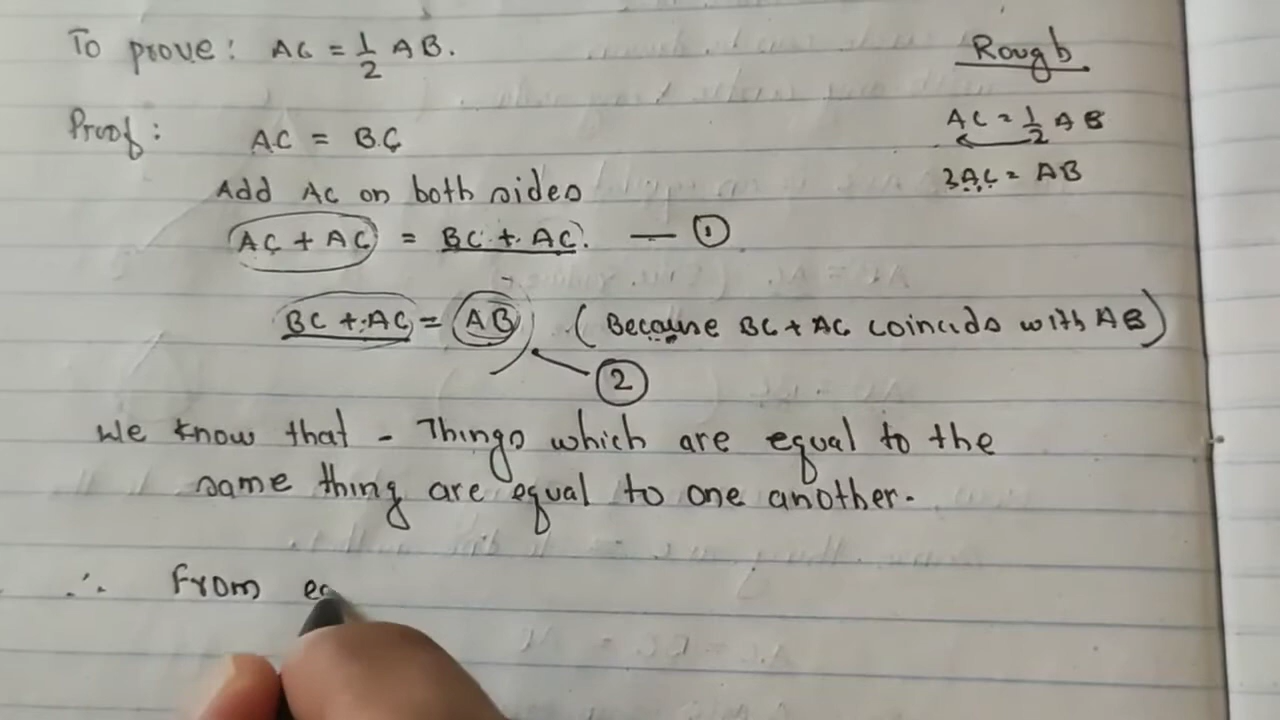 To prove: AC = 1/2 AB.
Rough
AC = 1/2 AB
2AC = AB
Proof: AC = BC
Add AC on both sides
AC + AC = BC + AC. — ①
BC + AC = AB (Because BC + AC coincids with AB)
②
We know that - Things which are equal to the
same thing are equal to one another.
∴ From eq